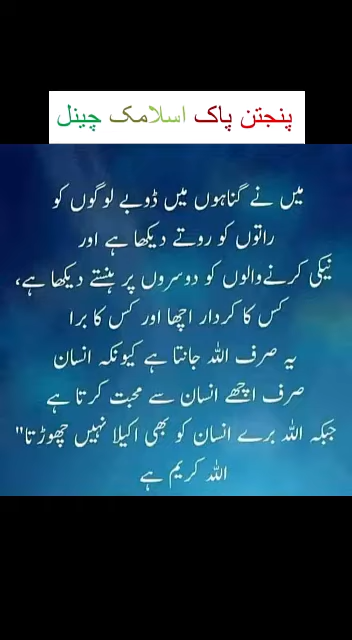 پنجتن پاک اسلامک چینل
میں نے گناہوں میں ڈوبے لوگوں کو
راتوں کو روتے دیکھا ہے اور
نیکی کرنے والوں کو دوسروں پر ہنستے دیکھا ہے،
کس کا کردار اچھا اور کس کا برا
یہ صرف اللہ جانتا ہے کیونکہ انسان
صرف اچھے انسان سے محبت کرتا ہے
جبکہ اللہ برے انسان کو بھی اکیلا نہیں چھوڑتا"
اللہ کریم ہے